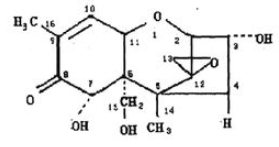 H₃C 16 10 O
9 11 1 2 3 OH
13 O
O 8 7 6 5 12 4
15 CH₂ 14
OH OH CH₃ H